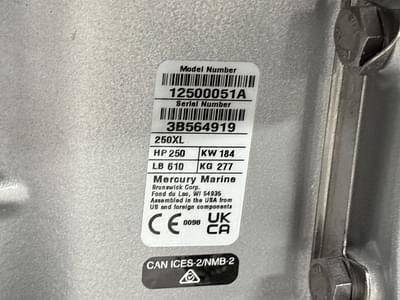 Model Number
12500051A
Serial Number
3B564919
250XL
HP 250 KW 184
LB 610 KG 277
Mercury Marine
Brunswick Corp.
Fond du Lac, WI 54935
Assembled in the USA from
US and foreign components
CE 0098 UK
CA
CAN ICES-2/NMB-2